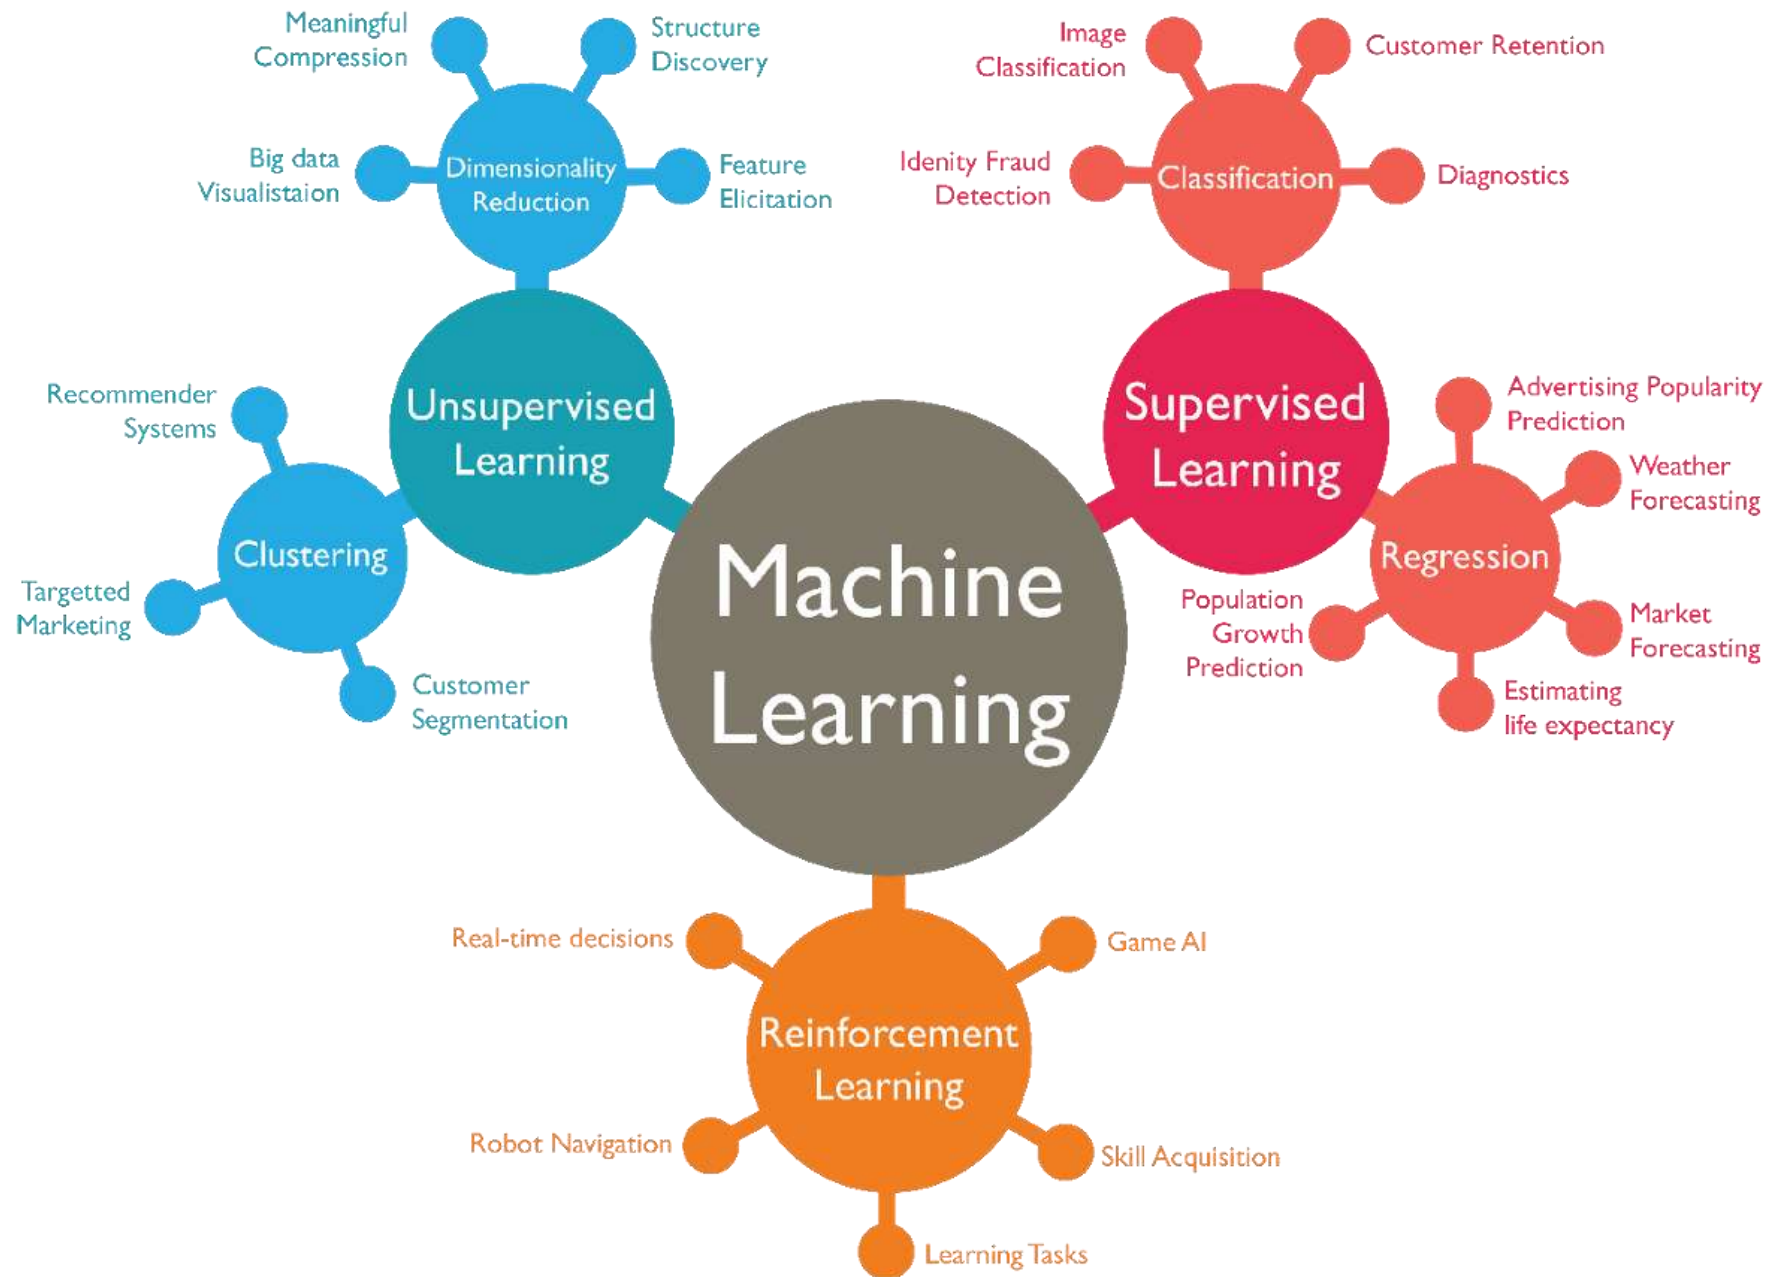 Meaningful
Compression
Structure
Discovery
Big data
Visualistaion
Dimensionality
Reduction
Feature
Elicitation
Image
Classification
Customer Retention
Idenity Fraud
Detection
Classification
Diagnostics
Unsupervised
Learning
Recommender
Systems
Clustering
Targetted
Marketing
Customer
Segmentation
Machine
Learning
Supervised
Learning
Advertising Popularity
Prediction
Weather
Forecasting
Regression
Population
Growth
Prediction
Market
Forecasting
Estimating
life expectancy
Real-time decisions
Game AI
Reinforcement
Learning
Robot Navigation
Skill Acquisition
Learning Tasks